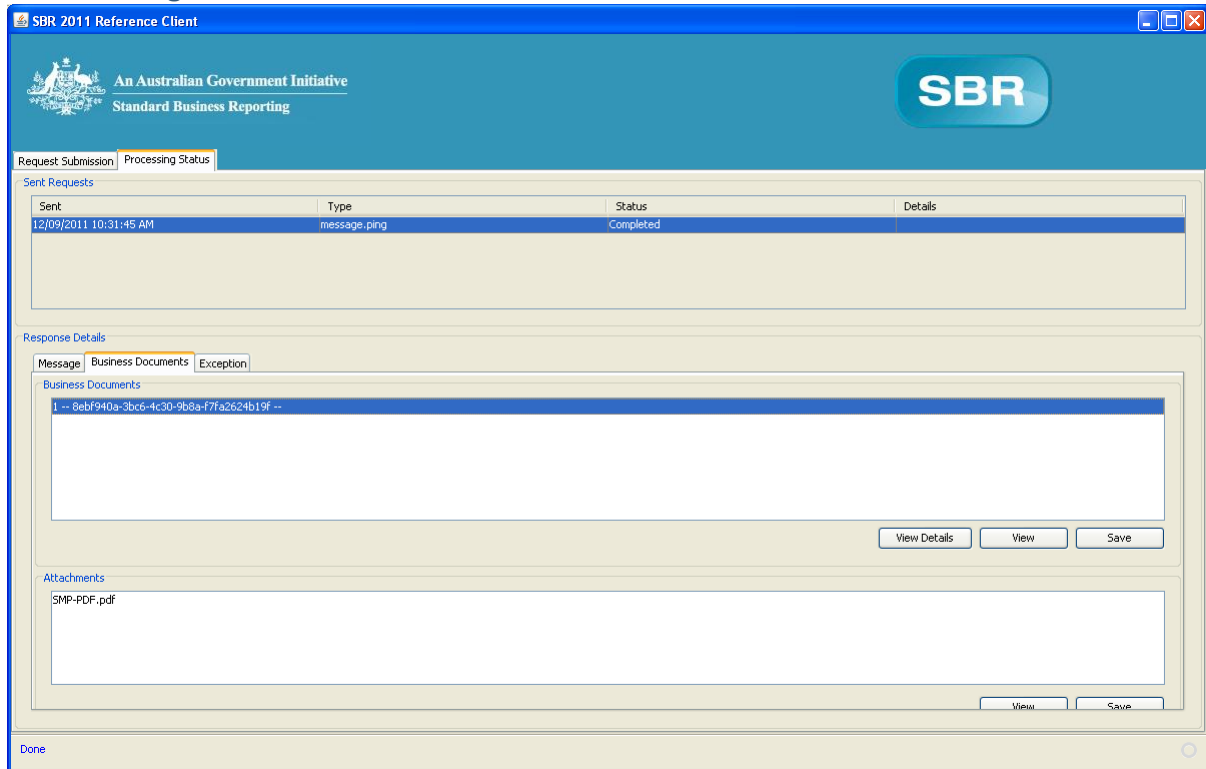 SBR 2011 Reference Client
An Australian Government Initiative
Standard Business Reporting
SBR
Request Submission Processing Status
Sent Requests
Sent Type Status Details
12/09/2011 10:31:45 AM message.ping Completed
Response Details
Message Business Documents Exception
Business Documents
1 -- 8ebf940a-3bc6-4c30-9b8a-f7fa2624b19f --
View Details View Save
Attachments
SMP-PDF.pdf
View Save
Done